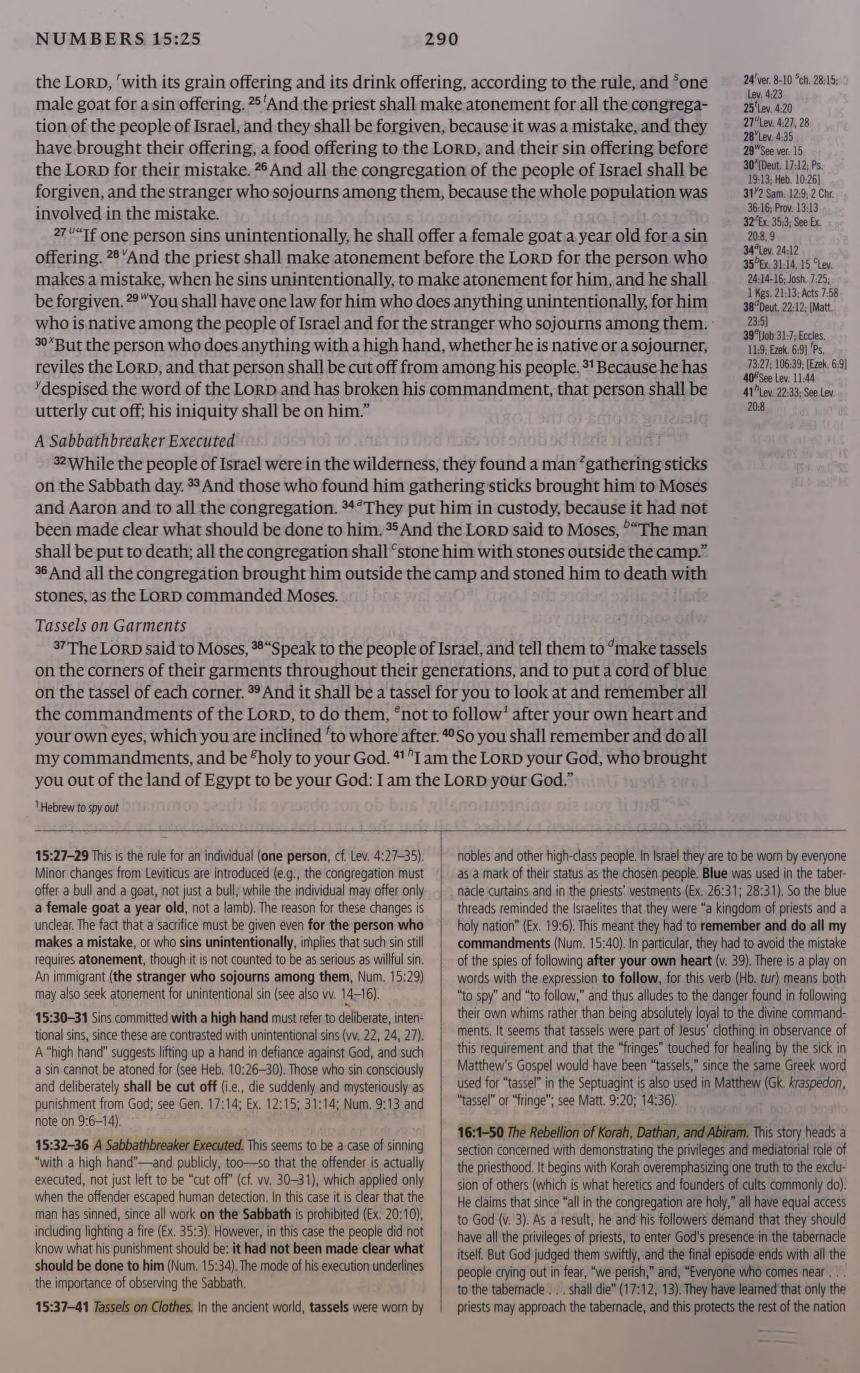 NUMBERS 15:25
290
the LORD, ʳwith its grain offering and its drink offering, according to the rule, and ˢone
male goat for a sin offering. ²⁵ ᵗAnd the priest shall make atonement for all the congrega-
tion of the people of Israel, and they shall be forgiven, because it was a mistake, and they
have brought their offering, a food offering to the LORD, and their sin offering before
the LORD for their mistake. ²⁶ And all the congregation of the people of Israel shall be
forgiven, and the stranger who sojourns among them, because the whole population was
involved in the mistake.
²⁷ ᵘ“If one person sins unintentionally, he shall offer a female goat a year old for a sin
offering. ²⁸ ᵛAnd the priest shall make atonement before the LORD for the person who
makes a mistake, when he sins unintentionally, to make atonement for him, and he shall
be forgiven. ²⁹ ʷYou shall have one law for him who does anything unintentionally, for him
who is native among the people of Israel and for the stranger who sojourns among them.
³⁰ ˣBut the person who does anything with a high hand, whether he is native or a sojourner,
reviles the LORD, and that person shall be cut off from among his people. ³¹ Because he has
ʸdespised the word of the LORD and has broken his commandment, that person shall be
utterly cut off; his iniquity shall be on him.”
A Sabbathbreaker Executed
³² While the people of Israel were in the wilderness, they found a man ᶻgathering sticks
on the Sabbath day. ³³ And those who found him gathering sticks brought him to Moses
and Aaron and to all the congregation. ³⁴ ᵃThey put him in custody, because it had not
been made clear what should be done to him. ³⁵ And the LORD said to Moses, ᵇ“The man
shall be put to death; all the congregation shall ᶜstone him with stones outside the camp.”
³⁶ And all the congregation brought him outside the camp and stoned him to death with
stones, as the LORD commanded Moses.
Tassels on Garments
³⁷ The LORD said to Moses, ³⁸ “Speak to the people of Israel, and tell them to ᵈmake tassels
on the corners of their garments throughout their generations, and to put a cord of blue
on the tassel of each corner. ³⁹ And it shall be a tassel for you to look at and remember all
the commandments of the LORD, to do them, ᵉnot to follow¹ after your own heart and
your own eyes, which you are inclined ᶠto whore after. ⁴⁰ So you shall remember and do all
my commandments, and be ᵍholy to your God. ⁴¹ ʰI am the LORD your God, who brought
you out of the land of Egypt to be your God: I am the LORD your God.”
¹ Hebrew to spy out
24 ʳver. 8-10 ˢch. 28:15;
Lev. 4:23
25 ᵗLev. 4:20
27 ᵘLev. 4:27, 28
28 ᵛLev. 4:35
29 ʷSee ver. 15
30 ˣ[Deut. 17:12; Ps.
19:13; Heb. 10:26]
31 ʸ2 Sam. 12:9; 2 Chr.
36:16; Prov. 13:13
32 ᶻEx. 35:3; See Ex.
20:8, 9
34 ᵃLev. 24:12
35 ᵇEx. 31:14, 15 ᶜLev.
24:14-16; Josh. 7:25;
1 Kgs. 21:13; Acts 7:58
38 ᵈDeut. 22:12; [Matt.
23:5]
39 ᵉ[Job 31:7; Eccles.
11:9; Ezek. 6:9] ᶠPs.
73:27; 106:39; [Ezek. 6:9]
40 ᵍSee Lev. 11:44
41 ʰLev. 22:33; See Lev.
20:8
15:27–29 This is the rule for an individual (one person, cf. Lev. 4:27–35).
Minor changes from Leviticus are introduced (e.g., the congregation must
offer a bull and a goat, not just a bull; while the individual may offer only
a female goat a year old, not a lamb). The reason for these changes is
unclear. The fact that a sacrifice must be given even for the person who
makes a mistake, or who sins unintentionally, implies that such sin still
requires atonement, though it is not counted to be as serious as willful sin.
An immigrant (the stranger who sojourns among them, Num. 15:29)
may also seek atonement for unintentional sin (see also vv. 14–16).
15:30–31 Sins committed with a high hand must refer to deliberate, inten-
tional sins, since these are contrasted with unintentional sins (vv. 22, 24, 27).
A “high hand” suggests lifting up a hand in defiance against God, and such
a sin cannot be atoned for (see Heb. 10:26–30). Those who sin consciously
and deliberately shall be cut off (i.e., die suddenly and mysteriously as
punishment from God; see Gen. 17:14; Ex. 12:15; 31:14; Num. 9:13 and
note on 9:6–14).
15:32–36 A Sabbathbreaker Executed. This seems to be a case of sinning
“with a high hand”—and publicly, too—so that the offender is actually
executed, not just left to be “cut off” (cf. vv. 30–31), which applied only
when the offender escaped human detection. In this case it is clear that the
man has sinned, since all work on the Sabbath is prohibited (Ex. 20:10),
including lighting a fire (Ex. 35:3). However, in this case the people did not
know what his punishment should be: it had not been made clear what
should be done to him (Num. 15:34). The mode of his execution underlines
the importance of observing the Sabbath.
15:37–41 Tassels on Clothes. In the ancient world, tassels were worn by
nobles and other high-class people. In Israel they are to be worn by everyone
as a mark of their status as the chosen people. Blue was used in the taber-
nacle curtains and in the priests’ vestments (Ex. 26:31; 28:31). So the blue
threads reminded the Israelites that they were “a kingdom of priests and a
holy nation” (Ex. 19:6). This meant they had to remember and do all my
commandments (Num. 15:40). In particular, they had to avoid the mistake
of the spies of following after your own heart (v. 39). There is a play on
words with the expression to follow, for this verb (Hb. tur) means both
“to spy” and “to follow,” and thus alludes to the danger found in following
their own whims rather than being absolutely loyal to the divine command-
ments. It seems that tassels were part of Jesus’ clothing in observance of
this requirement and that the “fringes” touched for healing by the sick in
Matthew’s Gospel would have been “tassels,” since the same Greek word
used for “tassel” in the Septuagint is also used in Matthew (Gk. kraspedon,
“tassel” or “fringe”; see Matt. 9:20; 14:36).
16:1–50 The Rebellion of Korah, Dathan, and Abiram. This story heads a
section concerned with demonstrating the privileges and mediatorial role of
the priesthood. It begins with Korah overemphasizing one truth to the exclu-
sion of others (which is what heretics and founders of cults commonly do).
He claims that since “all in the congregation are holy,” all have equal access
to God (v. 3). As a result, he and his followers demand that they should
have all the privileges of priests, to enter God’s presence in the tabernacle
itself. But God judged them swiftly, and the final episode ends with all the
people crying out in fear, “we perish,” and, “Everyone who comes near . . .
to the tabernacle . . . shall die” (17:12, 13). They have learned that only the
priests may approach the tabernacle, and this protects the rest of the nation